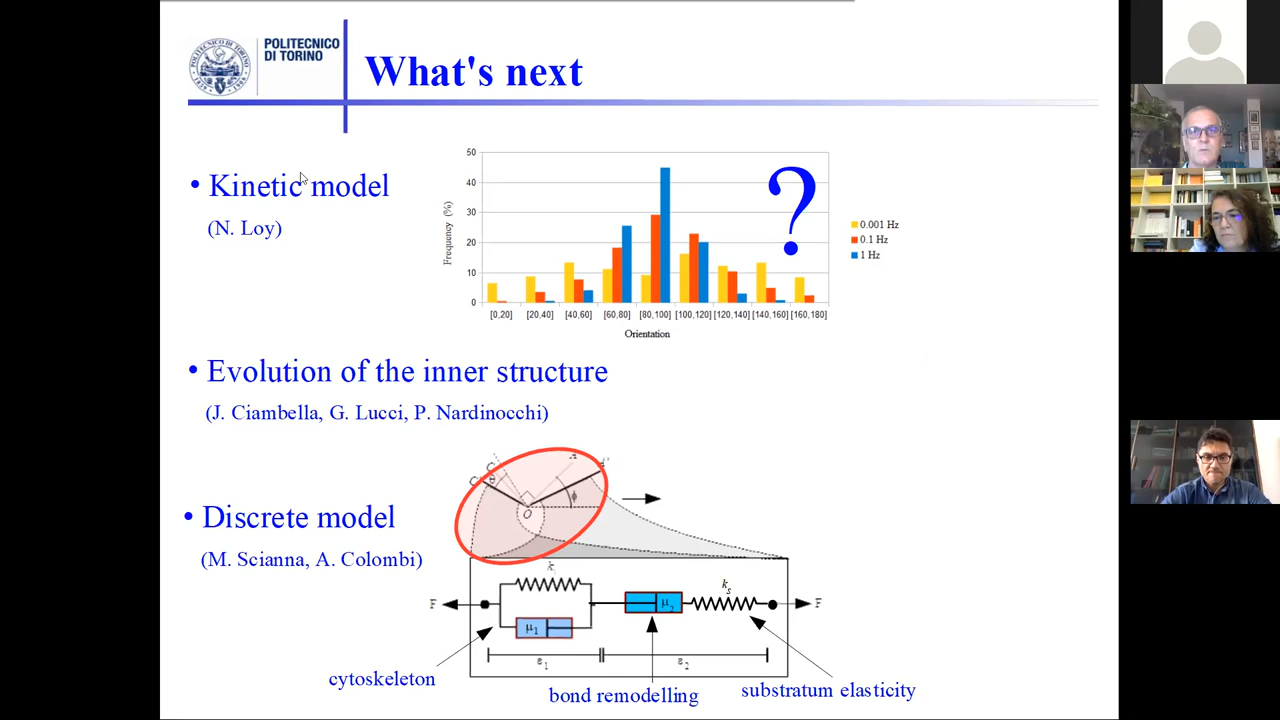 POLITECNICO
DI TORINO
What's next
• Kinetic model
(N. Loy)
50
40
30
20
10
0
Frequency (%)
?
0.001 Hz
0.1 Hz
1 Hz
[0,20] [20,40] [40,60] [60,80] [80,100] [100,120] [120,140] [140,160] [160,180]
Orientation
• Evolution of the inner structure
(J. Ciambella, G. Lucci, P. Nardinocchi)
• Discrete model
(M. Scianna, A. Colombi)
O
ϕ
k
μ1
μ2
ks
F
F
ε1
ε2
cytoskeleton
bond remodelling
substratum elasticity